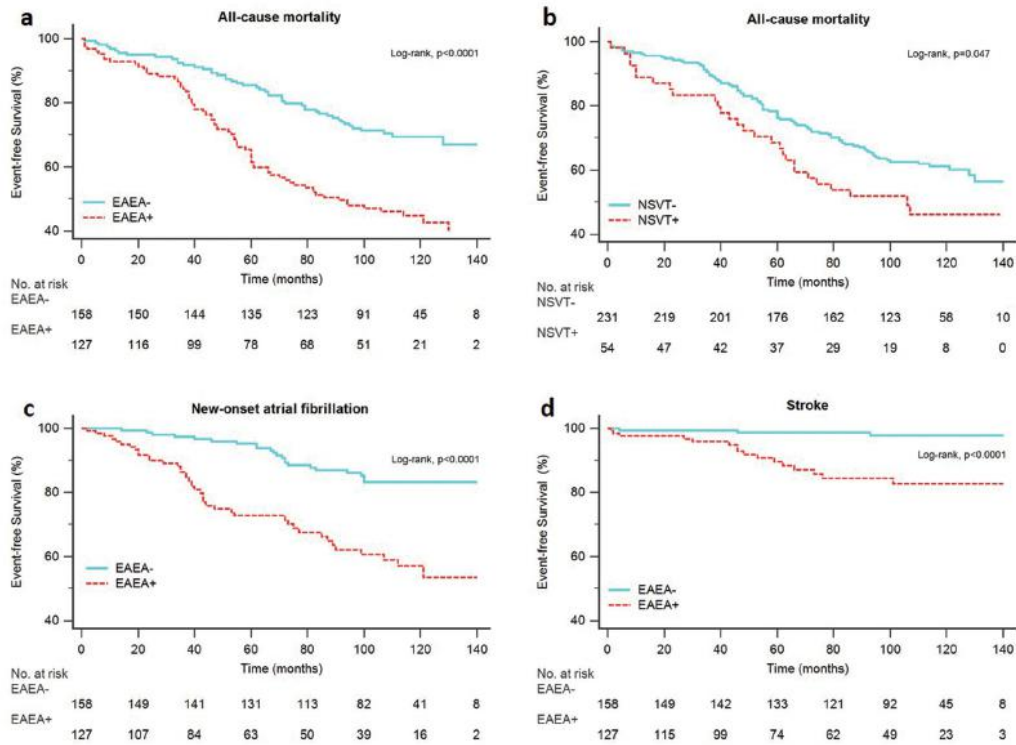 a
All-cause mortality
Log-rank, p<0.0001
Event-free Survival (%)
100
80
60
40
EAEA-
EAEA+
0 20 40 60 80 100 120 140
Time (months)
No. at risk
EAEA-
158 150 144 135 123 91 45 8
EAEA+
127 116 99 78 68 51 21 2
b
All-cause mortality
Log-rank, p=0.047
Event-free Survival (%)
100
80
60
40
NSVT-
NSVT+
0 20 40 60 80 100 120 140
Time (months)
No. at risk
NSVT-
231 219 201 176 162 123 58 10
NSVT+
54 47 42 37 29 19 8 0
c
New-onset atrial fibrillation
Log-rank, p<0.0001
Event-free Survival (%)
100
80
60
40
EAEA-
EAEA+
0 20 40 60 80 100 120 140
Time (months)
No. at risk
EAEA-
158 149 141 131 113 82 41 8
EAEA+
127 107 84 63 50 39 16 2
d
Stroke
Log-rank, p<0.0001
Event-free Survival (%)
100
80
60
40
EAEA-
EAEA+
0 20 40 60 80 100 120 140
Time (months)
No. at risk
EAEA-
158 149 142 133 121 92 45 8
EAEA+
127 115 99 74 62 49 23 3